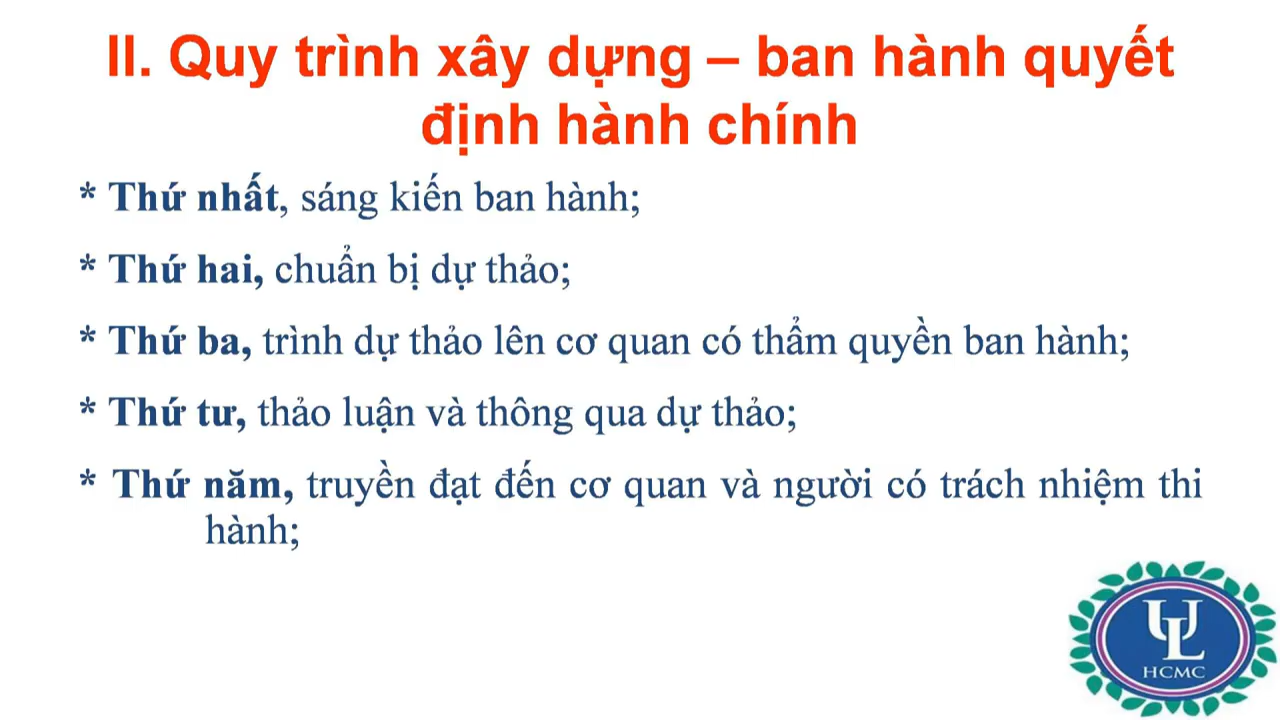 II. Quy trình xây dựng – ban hành quyết
định hành chính
* Thứ nhất, sáng kiến ban hành;
* Thứ hai, chuẩn bị dự thảo;
* Thứ ba, trình dự thảo lên cơ quan có thẩm quyền ban hành;
* Thứ tư, thảo luận và thông qua dự thảo;
* Thứ năm, truyền đạt đến cơ quan và người có trách nhiệm thi
hành;
UL
HCMC